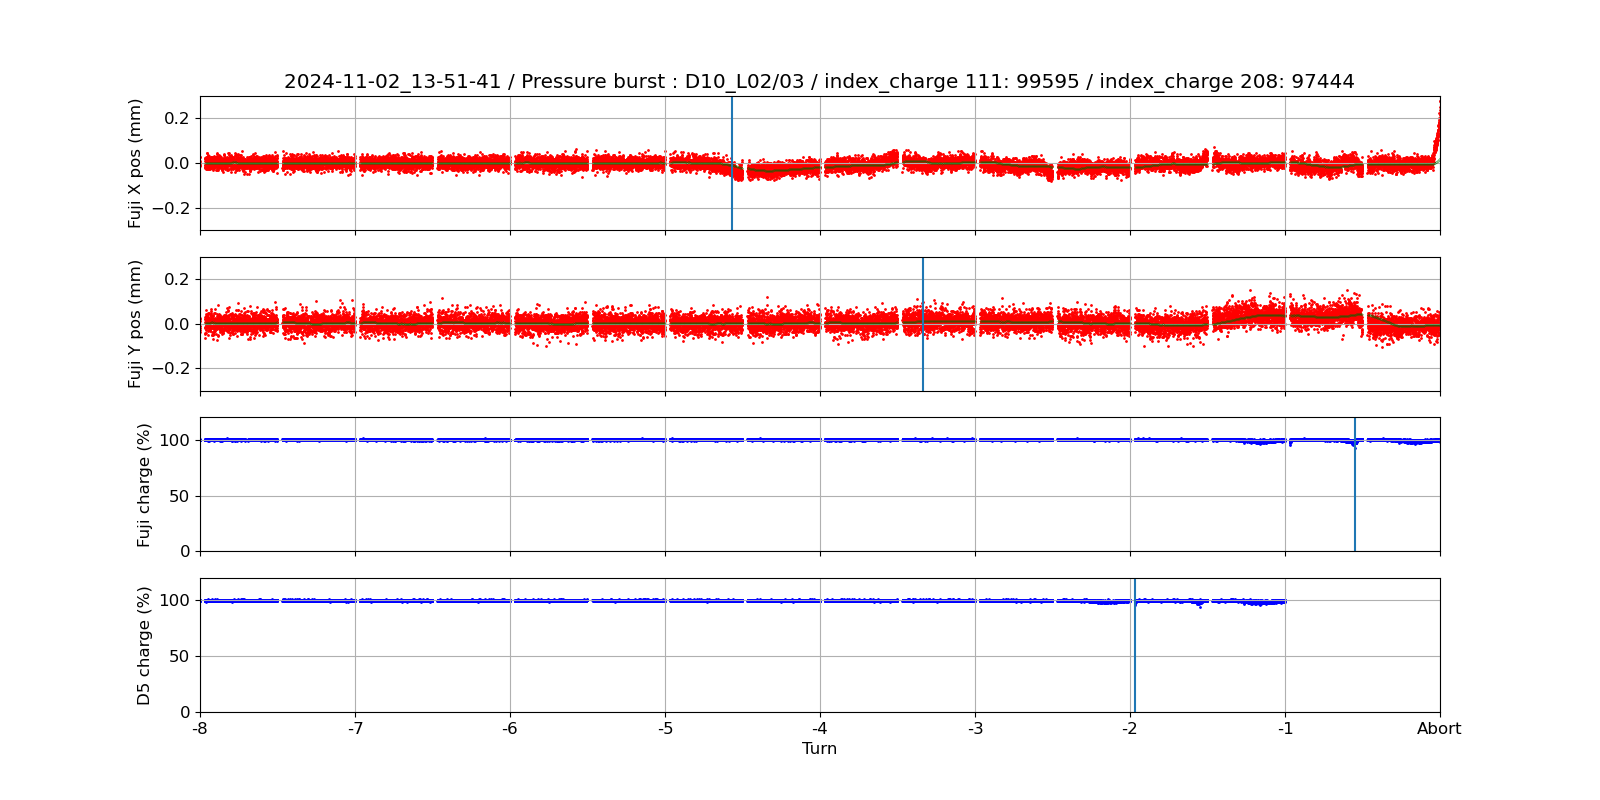 2024-11-02_13-51-41 / Pressure burst : D10_L02/03 / index_charge 111: 99595 / index_charge 208: 97444
Fuji X pos (mm)
0.2
0.0
−0.2
Fuji Y pos (mm)
0.2
0.0
−0.2
Fuji charge (%)
100
50
0
D5 charge (%)
100
50
0
-8 -7 -6 -5 -4 -3 -2 -1 Abort
Turn